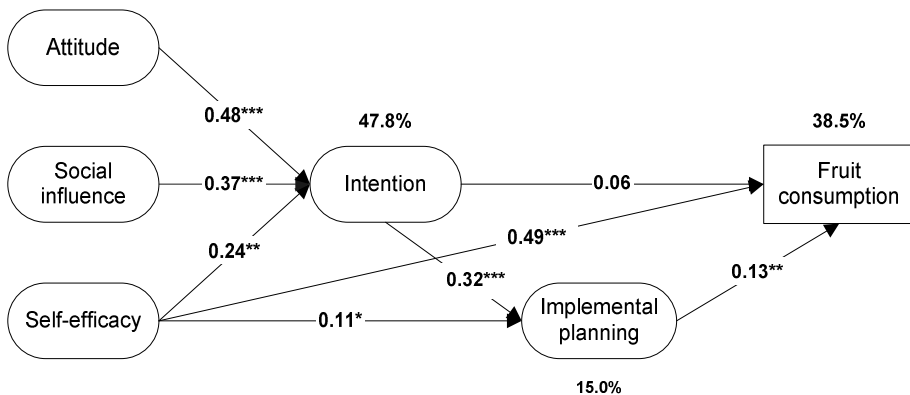 Attitude
0.48***
47.8%
38.5%
Social
influence
0.37***
Intention
0.06
Fruit
consumption
0.24**
0.49***
0.32***
0.13**
Self-efficacy
0.11*
Implemental
planning
15.0%